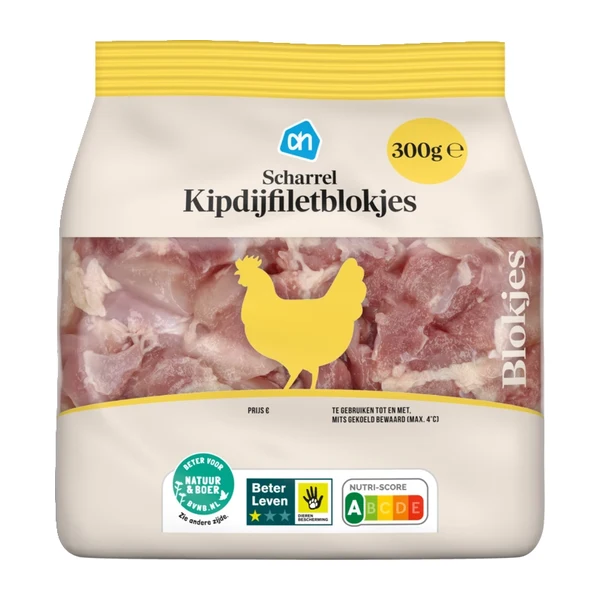 ah
300g ℮
Scharrel
Kipdijfiletblokjes
Blokjes
PRIJS €
TE GEBRUIKEN TOT EN MET,
MITS GEKOELD BEWAARD (MAX. 4°C)
BETER VOOR
NATUUR
& BOER
BVNB.NL
Zie andere zijde.
Beter
Leven
DIEREN
BESCHERMING
NUTRI-SCORE
A B C D E